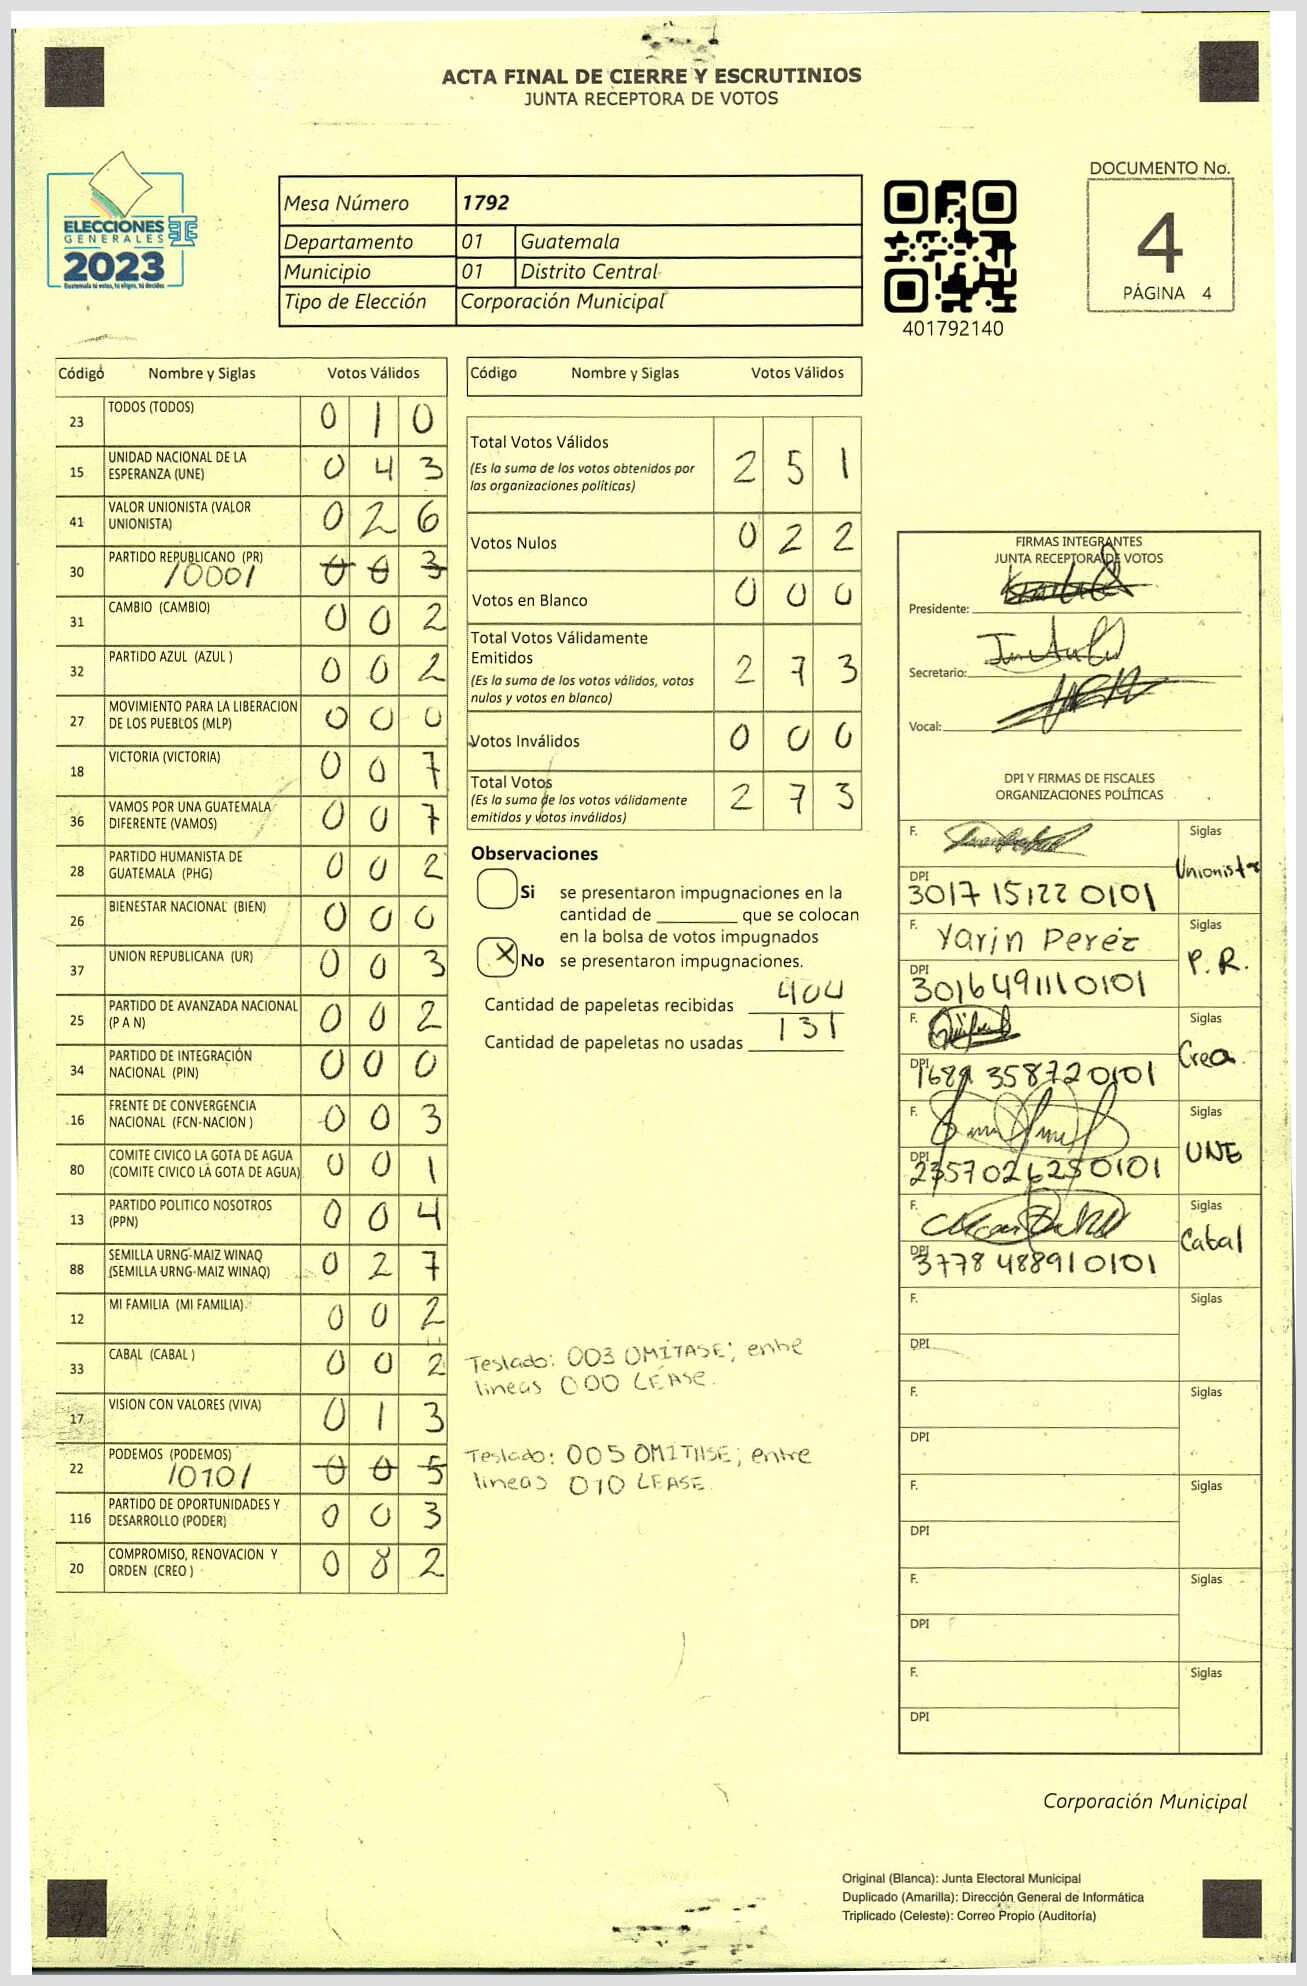 ACTA FINAL DE CIERRE Y ESCRUTINIOS
JUNTA RECEPTORA DE VOTOS
ELECCIONES
GENERALES
2023
Guatemala tú votas, tú eliges, tú decides
Mesa Número 1792
Departamento 01 Guatemala
Municipio 01 Distrito Central
Tipo de Elección Corporación Municipal
401792140
DOCUMENTO No.
4
PÁGINA 4
Código Nombre y Siglas Votos Válidos
23 TODOS (TODOS) 0 1 0
15 UNIDAD NACIONAL DE LA ESPERANZA (UNE) 0 4 3
41 VALOR UNIONISTA (VALOR UNIONISTA) 0 2 6
30 PARTIDO REPUBLICANO (PR) /000/ 0 0 3
31 CAMBIO (CAMBIO) 0 0 2
32 PARTIDO AZUL (AZUL ) 0 0 2
27 MOVIMIENTO PARA LA LIBERACION DE LOS PUEBLOS (MLP) 0 0 0
18 VICTORIA (VICTORIA) 0 0 7
36 VAMOS POR UNA GUATEMALA DIFERENTE (VAMOS) 0 0 7
28 PARTIDO HUMANISTA DE GUATEMALA (PHG) 0 0 2
26 BIENESTAR NACIONAL (BIEN) 0 0 0
37 UNION REPUBLICANA (UR) 0 0 3
25 PARTIDO DE AVANZADA NACIONAL (P A N) 0 0 2
34 PARTIDO DE INTEGRACIÓN NACIONAL (PIN) 0 0 0
16 FRENTE DE CONVERGENCIA NACIONAL (FCN-NACION ) 0 0 3
80 COMITE CIVICO LA GOTA DE AGUA (COMITE CIVICO LA GOTA DE AGUA) 0 0 1
13 PARTIDO POLITICO NOSOTROS (PPN) 0 0 4
88 SEMILLA URNG-MAIZ WINAQ (SEMILLA URNG-MAIZ WINAQ) 0 2 7
12 MI FAMILIA (MI FAMILIA) 0 0 2
33 CABAL (CABAL ) 0 0 2
17 VISION CON VALORES (VIVA) 0 1 3
22 PODEMOS (PODEMOS) /010/ 0 0 5
116 PARTIDO DE OPORTUNIDADES Y DESARROLLO (PODER) 0 0 3
20 COMPROMISO, RENOVACION Y ORDEN (CREO ) 0 8 2
Código Nombre y Siglas Votos Válidos
Total Votos Válidos 2 5 1
(Es la suma de los votos obtenidos por
las organizaciones políticas)
Votos Nulos 0 2 2
Votos en Blanco 0 0 0
Total Votos Válidamente
Emitidos 2 7 3
(Es la suma de los votos válidos, votos
nulos y votos en blanco)
Votos Inválidos 0 0 0
Total Votos 2 7 3
(Es la suma de los votos válidamente
emitidos y votos inválidos)
Observaciones
Si se presentaron impugnaciones en la
cantidad de ________ que se colocan
en la bolsa de votos impugnados
X No se presentaron impugnaciones.
Cantidad de papeletas recibidas 404
Cantidad de papeletas no usadas 131
Teslado: 003 OMITASE; entre
lineas 000 LEASE.
Teslado: 005 OMITASE; entre
lineas 010 LEASE.
FIRMAS INTEGRANTES
JUNTA RECEPTORA DE VOTOS
Presidente:
Secretario:
Vocal:
DPI Y FIRMAS DE FISCALES
ORGANIZACIONES POLÍTICAS
F. Siglas
Unionista
DPI 3017 15122 0101
F. Yarin Perez Siglas
P.R.
DPI 3016 49111 0101
F. Siglas
Crea
DPI 1689 35872 0101
F. Siglas
UNE
DPI 2357 02625 0101
F. Siglas
Cabal
DPI 3778 48891 0101
F. Siglas
DPI
F. Siglas
DPI
F. Siglas
DPI
F. Siglas
DPI
F. Siglas
DPI
Corporación Municipal
Original (Blanca): Junta Electoral Municipal
Duplicado (Amarilla): Dirección General de Informática
Triplicado (Celeste): Correo Propio (Auditoría)